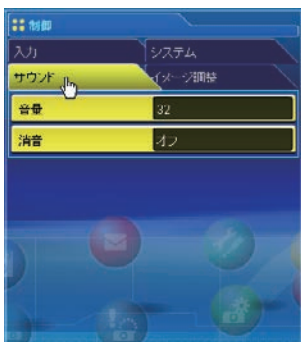 制御
入力 システム
サウンド イメージ調整
音量 32
消音 オフ